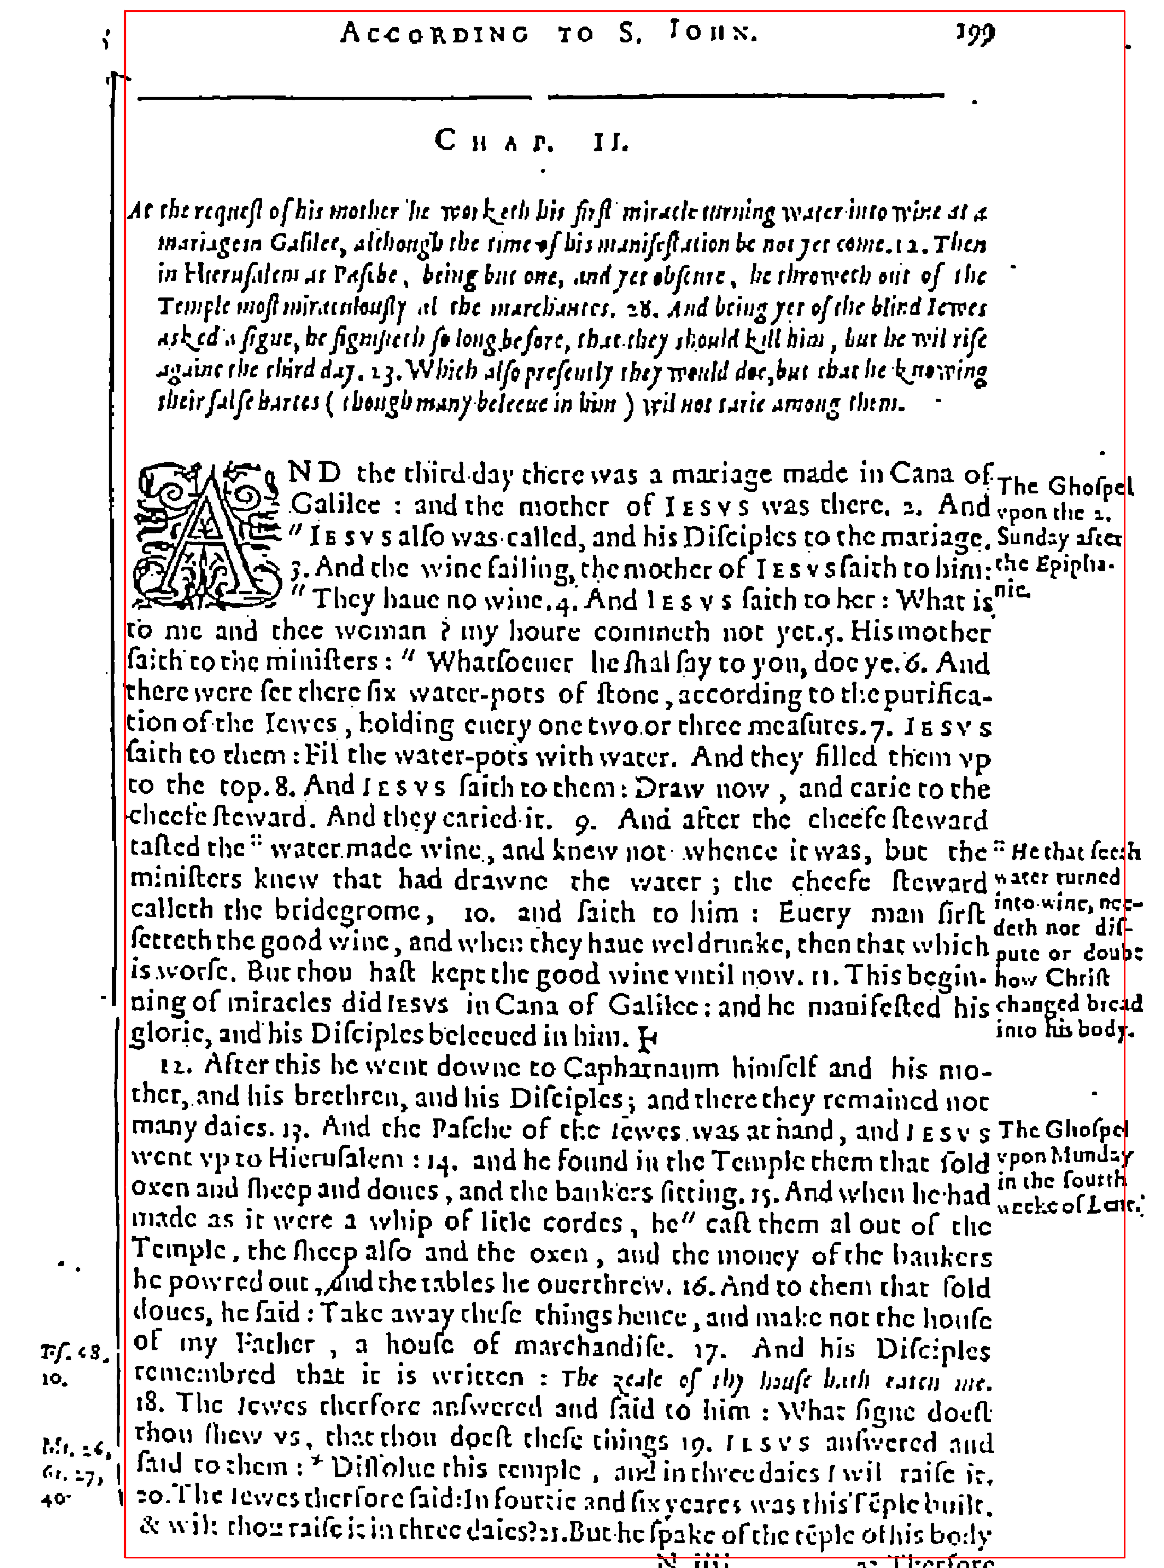 ACCORDING TO S. IOHN. 199
CHAP. II.
At the request of his mother he worketh his first miracle turning water into wine at a
mariage in Galilee, although the time of his manifestation be not yet come. 12. Then
in Hierusalem at Pasche, being but one, and yet obscure, he throweth out of the
Temple most miraculously al the marchantes. 18. And being yet of the blind Iewes
asked a signe, he signifieth so long before, that they should kill him, but he wil rise
againe the third day. 23. Which also presently they would doe, but that he knowing
their false hartes (though many beleeue in him) wil not tarie among them.
AND the third day there was a mariage made in Cana of
Galilee : and the mother of IESVS was there. 2. And
" IESVS alſo was called, and his Diſciples to the mariage.
3. And the wine failing, the mother of IESVS ſaith to him:
" They haue no wine. 4. And IESVS ſaith to her : What is
to me and thee woman ? my houre commeth not yet. 5. His mother
ſaith to the miniſters : " Whatſoeuer he ſhal ſay to you, doe ye. 6. And
there were ſet there ſix water-pots of ſtone, according to the purifica-
tion of the Iewes, holding euery one two or three meaſures. 7. IESVS
ſaith to them : Fil the water-pots with water. And they filled them vp
to the top. 8. And IESVS ſaith to them : Draw now , and carie to the
cheefe ſteward. And they caried it. 9. And after the cheefe ſteward
taſted the :: water made wine, and knew not whence it was, but the
miniſters knew that had drawne the water ; the cheefe ſteward
calleth the bridegrome, 10. and ſaith to him : Euery man firſt
ſetteth the good wine, and when they haue wel drunke, then that which
is worſe. But thou haſt kept the good wine vntil now. 11. This begin-
ning of miracles did IESVS in Cana of Galilee : and he manifeſted his
glorie, and his Diſciples beleeued in him.
12. After this he went downe to Capharnaum himſelf and his mo-
ther, and his brethren, and his Diſciples ; and there they remained not
many daies. 13. And the Paſche of the Iewes was at hand, and IESVS
went vp to Hieruſalem : 14. and he found in the Temple them that ſold
oxen and ſheep and doues, and the bankers ſitting. 15. And when he had
made as it were a whip of litle cordes, he " caſt them al out of the
Temple, the ſheep alſo and the oxen, and the money of the bankers
he powred out, and the tables he ouerthrew. 16. And to them that ſold
doues, he ſaid : Take away theſe things hence, and make not the houſe
of my Father , a houſe of marchandiſe. 17. And his Diſciples
remembred that it is written : The zeale of thy houſe hath eaten me.
18. The Iewes therfore anſwered and ſaid to him : What ſigne doeſt
thou ſhew vs, that thou doeſt theſe things 19. IESVS anſwered and
ſaid to them : * Diſſolue this temple , and in three daies I wil raiſe it.
20. The Iewes therfore ſaid: In fourtie and ſix yeares was this Tēple built,
& wilt thou raiſe it in three daies? 21. But he ſpake of the tēple of his body
N iiij 22 Therfore
The Ghoſpel
vpon the 2.
Sunday after
the Epipha-
nie.
:: He that ſeeth
water turned
into wine, nee-
deth not diſ-
pute or doubt
how Chriſt
changed bread
into his body.
The Ghoſpel
vpon Munday
in the fourth
weeke of Lent.
Pſ. 68,
10.
Mt. 26,
61. 27,
40.